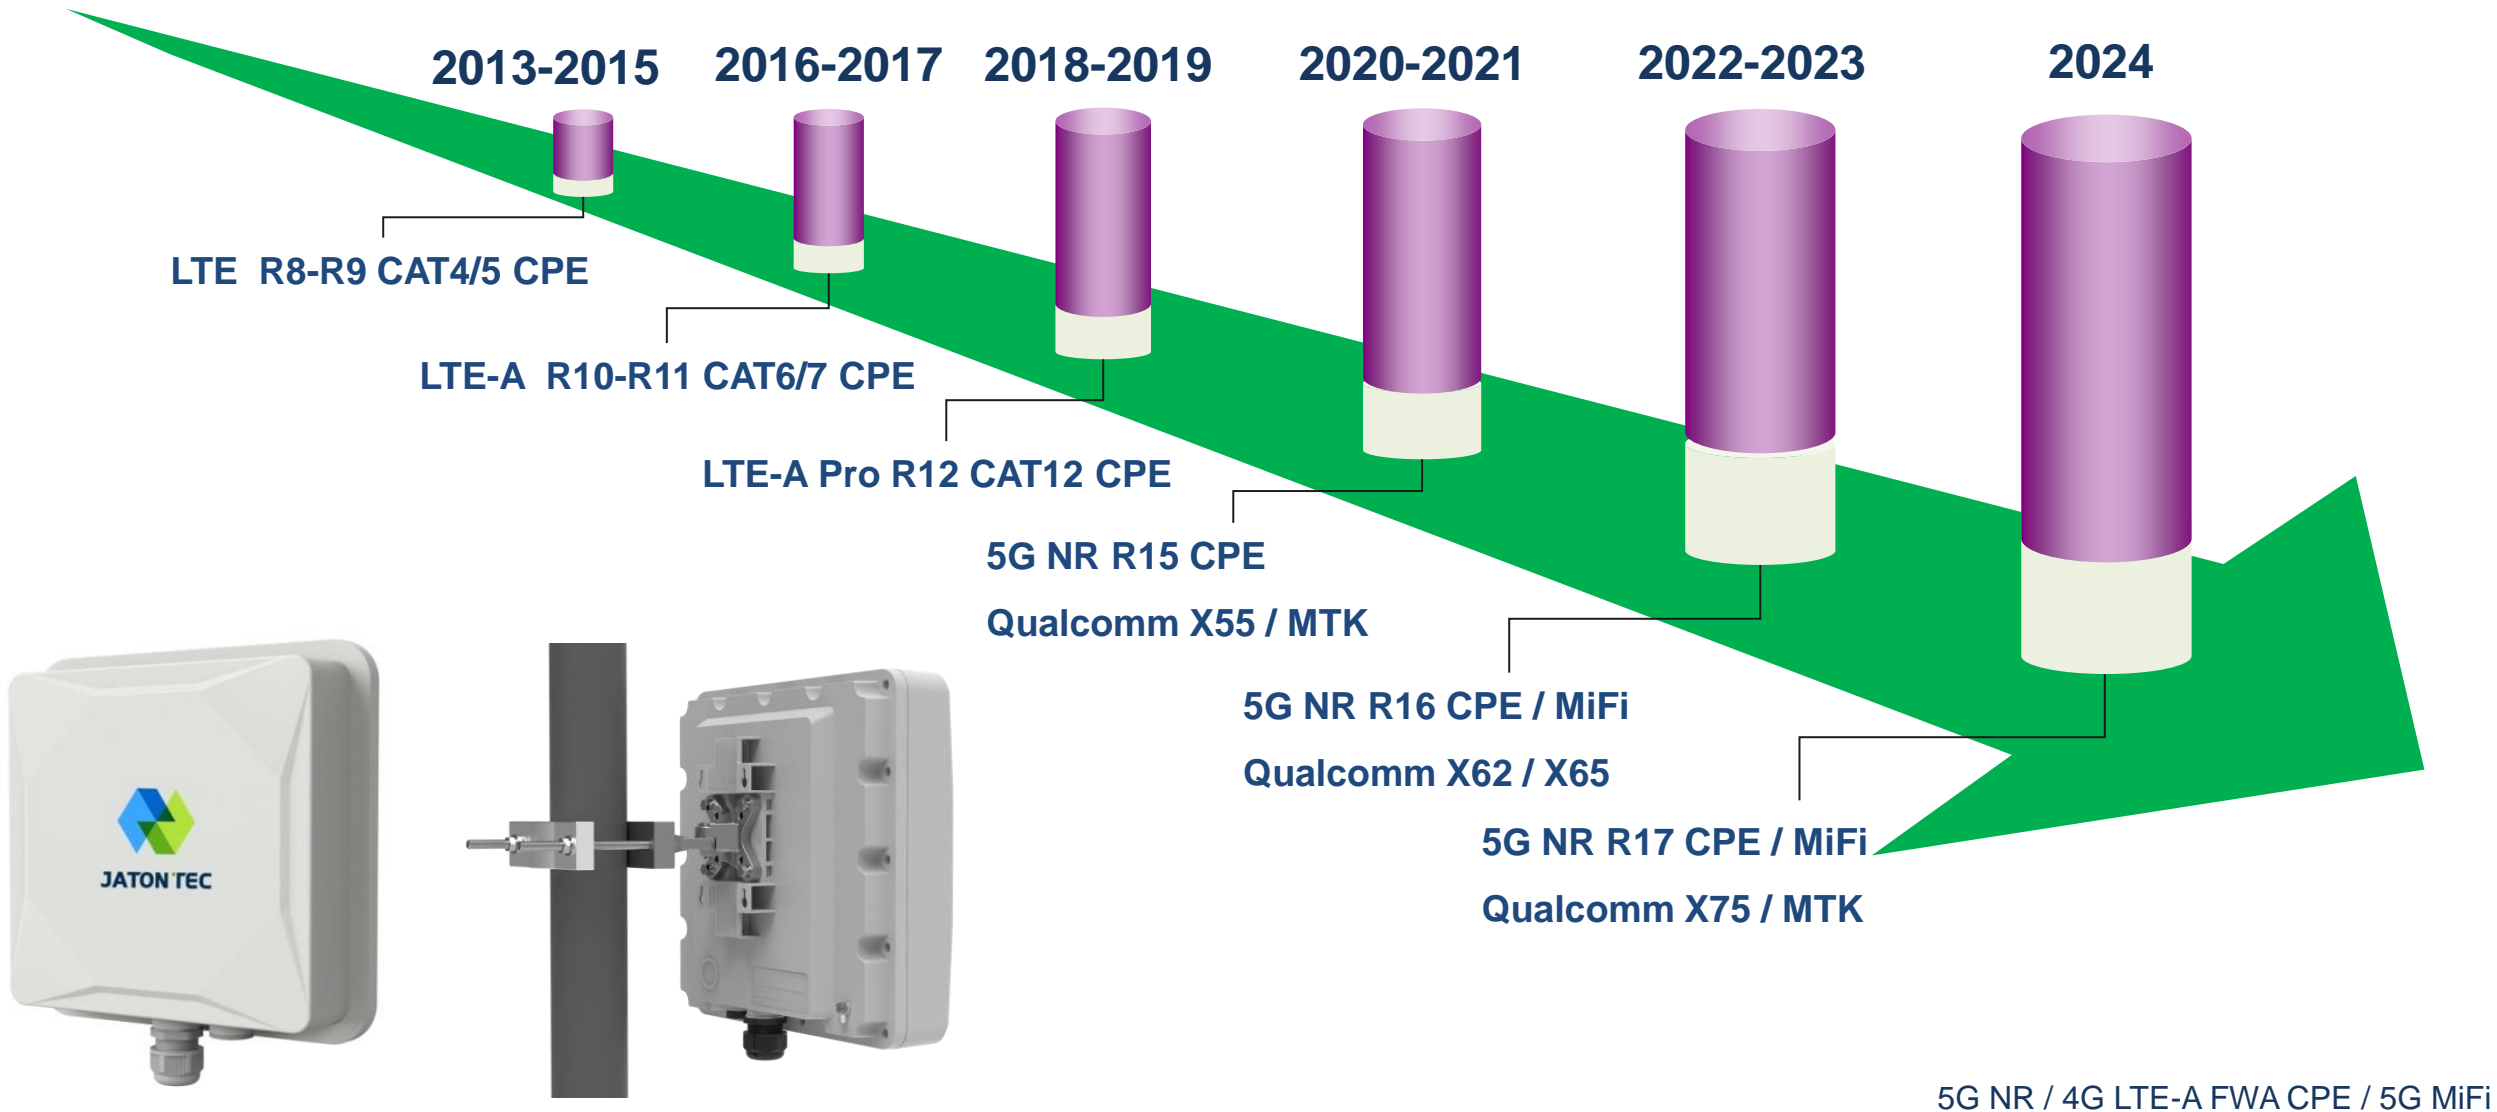 2013-2015
2016-2017
2018-2019
2020-2021
2022-2023
2024
LTE R8-R9 CAT4/5 CPE
LTE-A R10-R11 CAT6/7 CPE
LTE-A Pro R12 CAT12 CPE
5G NR R15 CPE
Qualcomm X55 / MTK
5G NR R16 CPE / MiFi
Qualcomm X62 / X65
5G NR R17 CPE / MiFi
Qualcomm X75 / MTK
JATON TEC
5G NR / 4G LTE-A FWA CPE / 5G MiFi